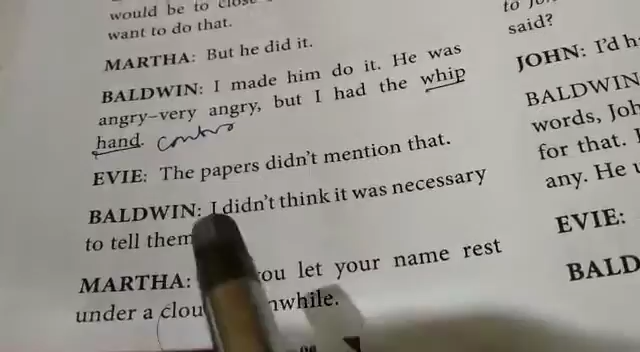 would be to close
want to do that.
MARTHA: But he did it.
BALDWIN: I made him do it. He was
angry–very angry, but I had the whip
hand. contro
EVIE: The papers didn't mention that.
BALDWIN: I didn't think it was necessary
to tell them
MARTHA: you let your name rest
under a clou nwhile.
to
said?
JOHN: I'd h
BALDWIN
words, Joh
for that.
any. He u
EVIE:
BALD